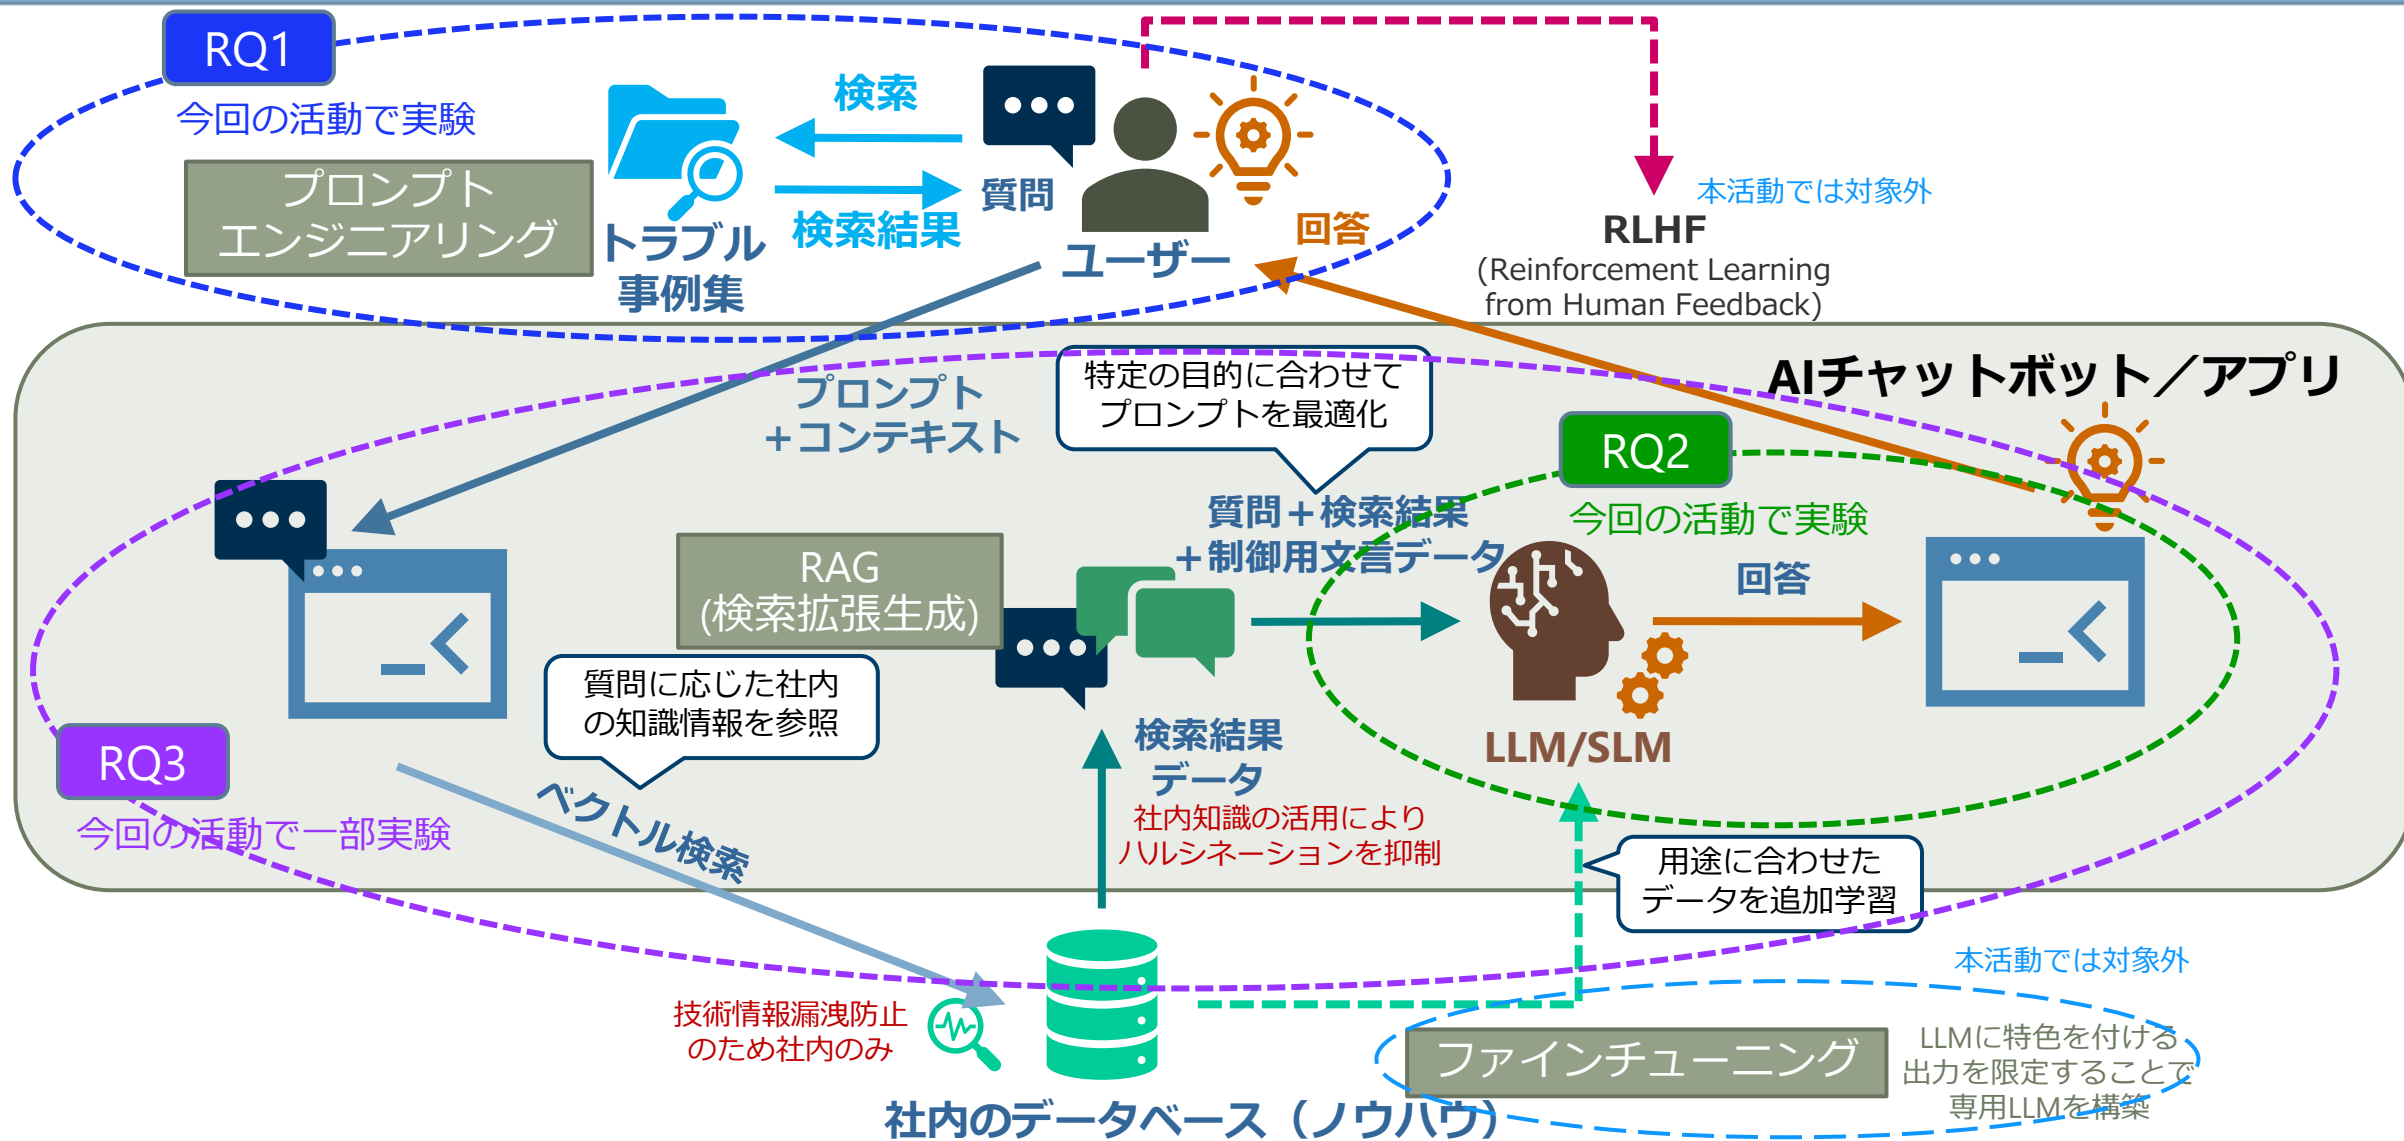 RQ1
今回の活動で実験
プロンプト
エンジニアリング
トラブル
事例集
検索
検索結果
質問
ユーザー
回答
本活動では対象外
RLHF
(Reinforcement Learning
from Human Feedback)
AIチャットボット／アプリ
プロンプト
＋コンテキスト
特定の目的に合わせて
プロンプトを最適化
RQ2
今回の活動で実験
質問＋検索結果
＋制御用文言データ
RAG
(検索拡張生成)
回答
LLM/SLM
質問に応じた社内
の知識情報を参照
RQ3
今回の活動で一部実験
ベクトル検索
検索結果
データ
社内知識の活用により
ハルシネーションを抑制
用途に合わせた
データを追加学習
本活動では対象外
技術情報漏洩防止
のため社内のみ
ファインチューニング
LLMに特色を付ける
出力を限定することで
専用LLMを構築
社内のデータベース（ノウハウ）